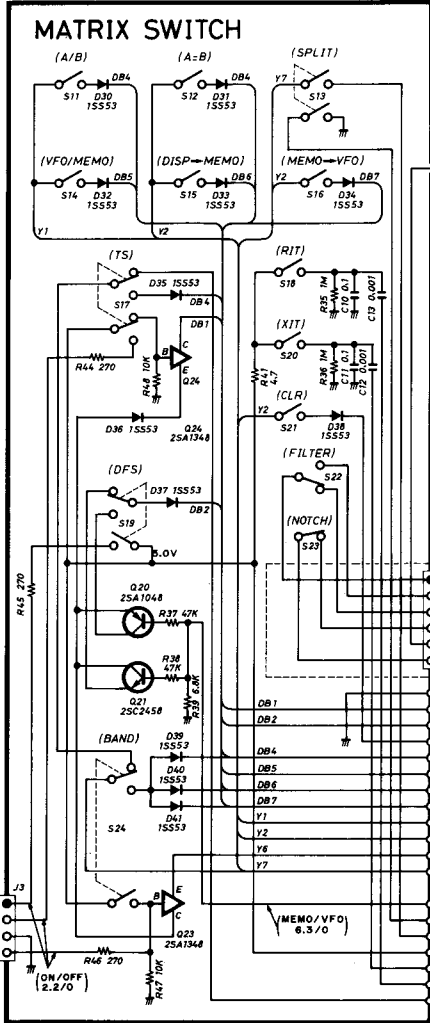 MATRIX SWITCH
(A/B)
(A=B)
(SPLIT)
DB4
DB4
Y7
S11
D30
1SS53
S12
D31
1SS53
S13
(VFO/MEMO)
(DISP→MEMO)
(MEMO→VFO)
DB5
DB6
Y2
DB7
S14
D32
1SS53
S15
D33
1SS53
S16
D34
1SS53
Y1
Y2
(TS)
(RIT)
D35 1SS53
S17
DB4
DB1
S18
R35 1M
C10 0.1
C13 0.001
(XIT)
R44 270
R48 10K
B
C
E
Q24
S20
R41
4.7
R36 1M
C11 0.1
C12 0.001
D36 1SS53
Q24
2SA1348
(CLR)
Y2
S21
D38
1SS53
(FILTER)
S22
(DFS)
D37 1SS53
S19
DB2
(NOTCH)
S23
5.0V
R45 270
Q20
2SA1048
R37 47K
R38
47K
Q21
2SC2458
R39 6.8K
DB1
DB2
(BAND)
D39
1SS53
D40
1SS53
D41
1SS53
DB4
DB5
DB6
DB7
S24
Y1
Y2
Y6
Y7
J3
B
E
C
Q23
2SA1348
(MEMO/VFO)
6.3/0
R46 270
R47 10K
(ON/OFF)
2.2/0